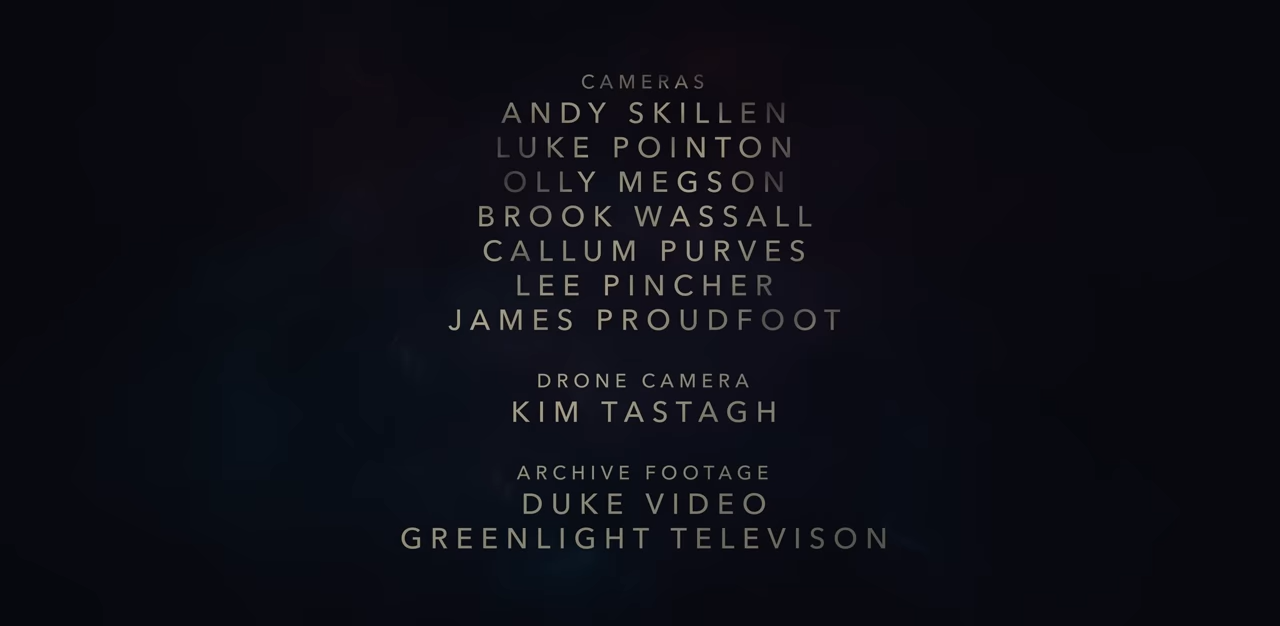 CAMERAS
ANDY SKILLEN
LUKE POINTON
OLLY MEGSON
BROOK WASSALL
CALLUM PURVES
LEE PINCHER
JAMES PROUDFOOT
DRONE CAMERA
KIM TASTAGH
ARCHIVE FOOTAGE
DUKE VIDEO
GREENLIGHT TELEVISON